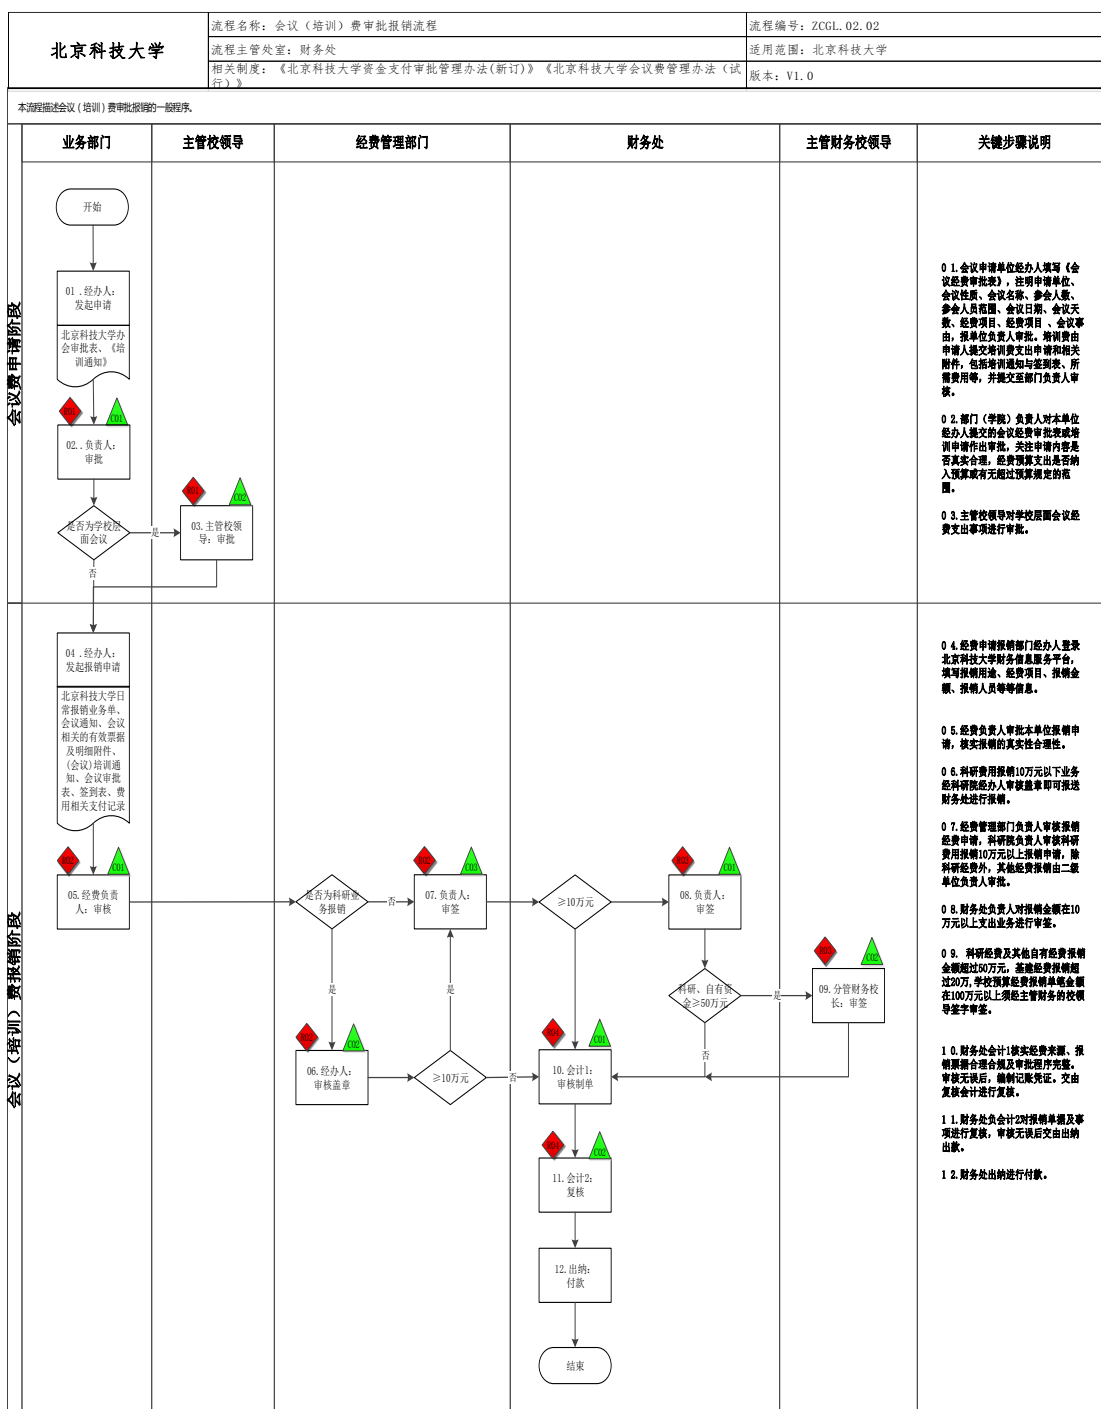 北京科技大学
流程名称：会议（培训）费审批报销流程
流程编号：ZCGL.02.02
流程主管处室：财务处
适用范围：北京科技大学
相关制度：《北京科技大学资金支付审批管理办法(新订)》《北京科技大学会议费管理办法（试
行）》
版本：V1.0
本流程描述会议（培训）费审批报销的一般程序。
业务部门
主管校领导
经费管理部门
财务处
主管财务校领导
关键步骤说明
会议费申请阶段
开始
01 .经办人：
发起申请
北京科技大学办
会审批表、《培
训通知》
R01
C01
02..负责人：
审批
是否为学校层
面会议
是
否
R01
C02
03.主管校领
导：审批
0 1.会议申请单位经办人填写《会
议经费审批表》，注明申请单位、
会议性质、会议名称、参会人数、
参会人员范围、会议日期、会议天
数、经费项目、经费项目 、会议事
由，报单位负责人审批。培训费由
申请人提交培训费支出申请和相关
附件，包括培训通知与签到表、所
需费用等，并提交至部门负责人审
核。
0 2.部门（学院）负责人对本单位
经办人提交的会议经费审批表或培
训申请作出审批，关注申请内容是
否真实合理，经费预算支出是否纳
入预算或有无超过预算规定的范
围。
0 3.主管校领导对学校层面会议经
费支出事项进行审批。
会议（培训）费报销阶段
04 .经办人：
发起报销申请
北京科技大学日
常报销业务单、
会议通知、会议
相关的有效票据
及明细附件、
(会议)培训通
知、会议审批
表、签到表、费
用相关支付记录
R02
C01
05.经费负责
人：审核
是否为科研业
务报销
否
是
R02
C03
07.负责人：
审签
是
R02
C02
06.经办人：
审核盖章
≥10万元
否
≥10万元
R03
C01
08.负责人：
审签
科研、自有资
金≥50万元
是
否
R03
C02
09.分管财务校
长：审签
R04
C01
10.会计1：
审核制单
R04
C02
11.会计2：
复核
12.出纳：
付款
结束
0 4.经费申请报销部门经办人登录
北京科技大学财务信息服务平台，
填写报销用途、经费项目、报销金
额、报销人员等等信息。
0 5.经费负责人审批本单位报销申
请，核实报销的真实性合理性。
0 6.科研费用报销10万元以下业务
经科研院经办人审核盖章即可报送
财务处进行报销。
0 7.经费管理部门负责人审核报销
经费申请，科研院负责人审核科研
费用报销10万元以上报销申请，除
科研经费外，其他经费报销由二级
单位负责人审批。
0 8.财务处负责人对报销金额在10
万元以上支出业务进行审签。
0 9. 科研经费及其他自有经费报销
金额超过50万元，基建经费报销超
过20万,学校预算经费报销单笔金额
在100万元以上须经主管财务的校领
导签字审签。
1 0.财务处会计1核实经费来源、报
销票据合理合规及审批程序完整。
审核无误后，编制记账凭证。交由
复核会计进行复核。
1 1.财务处负会计2对报销单据及事
项进行复核，审核无误后交由出纳
出款。
1 2.财务处出纳进行付款。